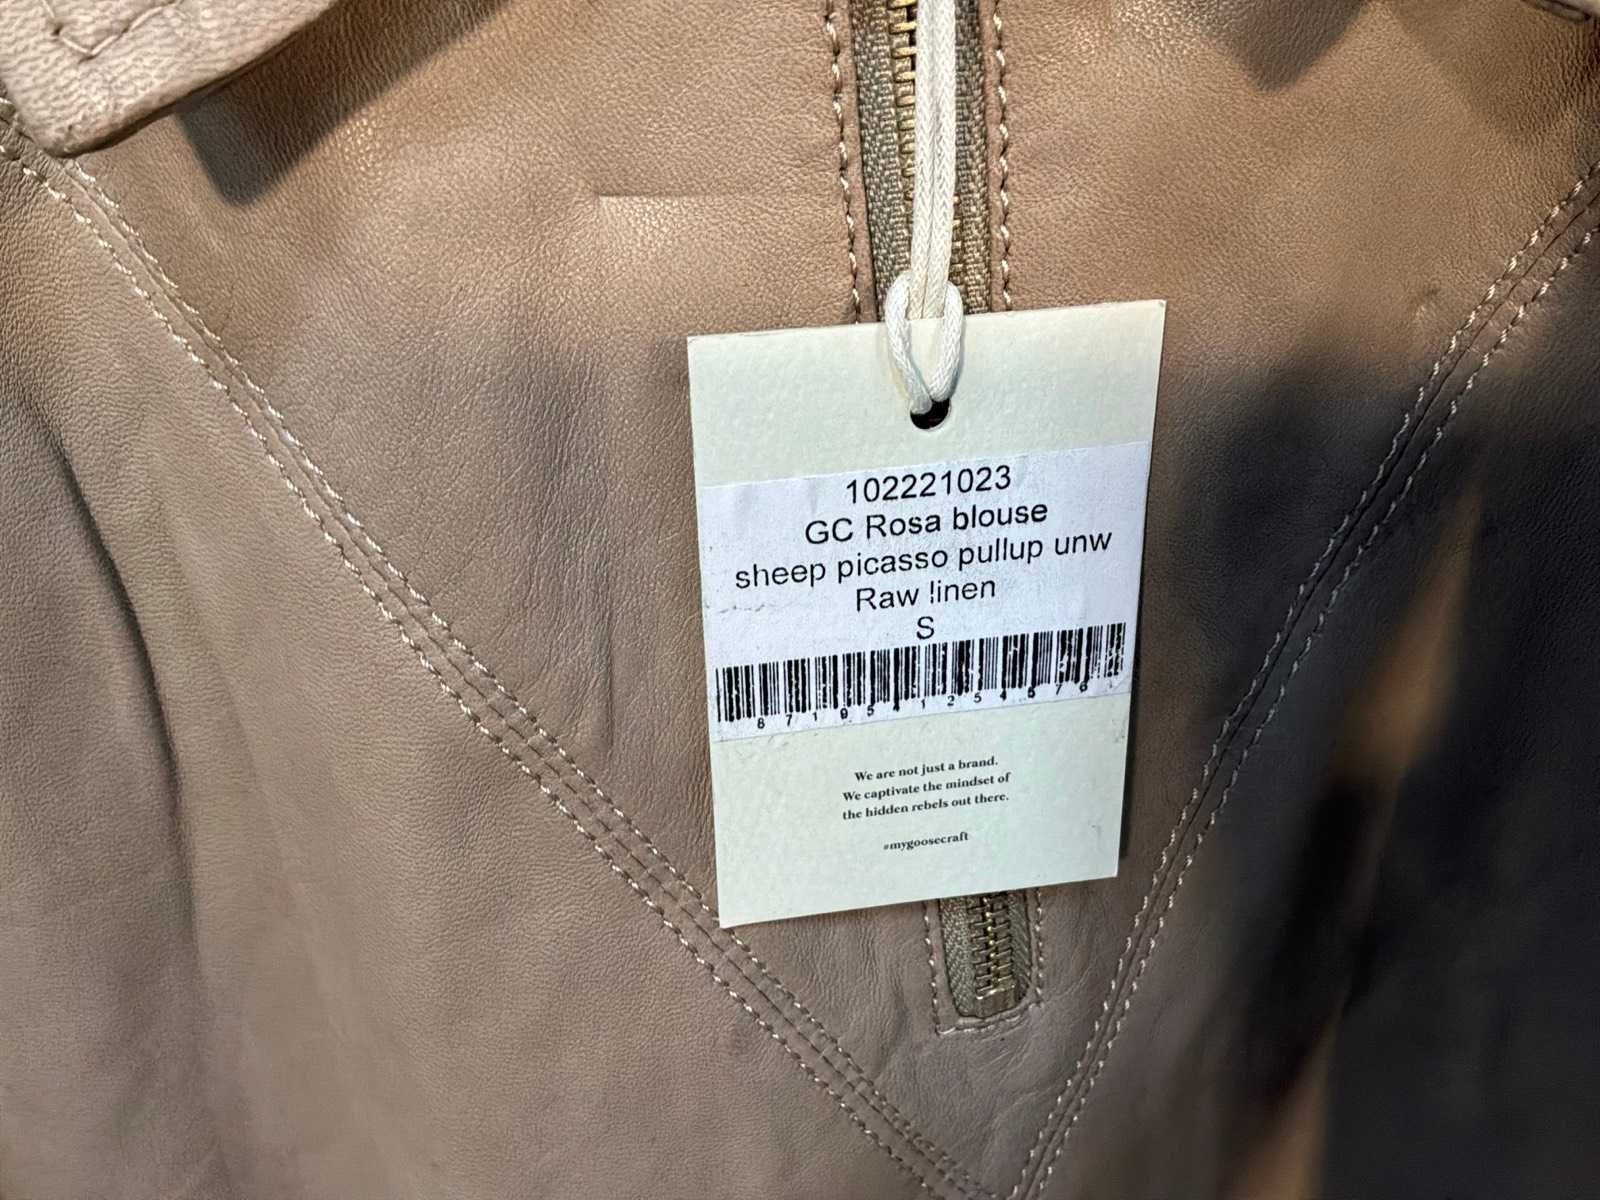 102221023
GC Rosa blouse
sheep picasso pullup unw
Raw linen
S
8719541254576
We are not just a brand.
We captivate the mindset of
the hidden rebels out there.
#mygoosecraft